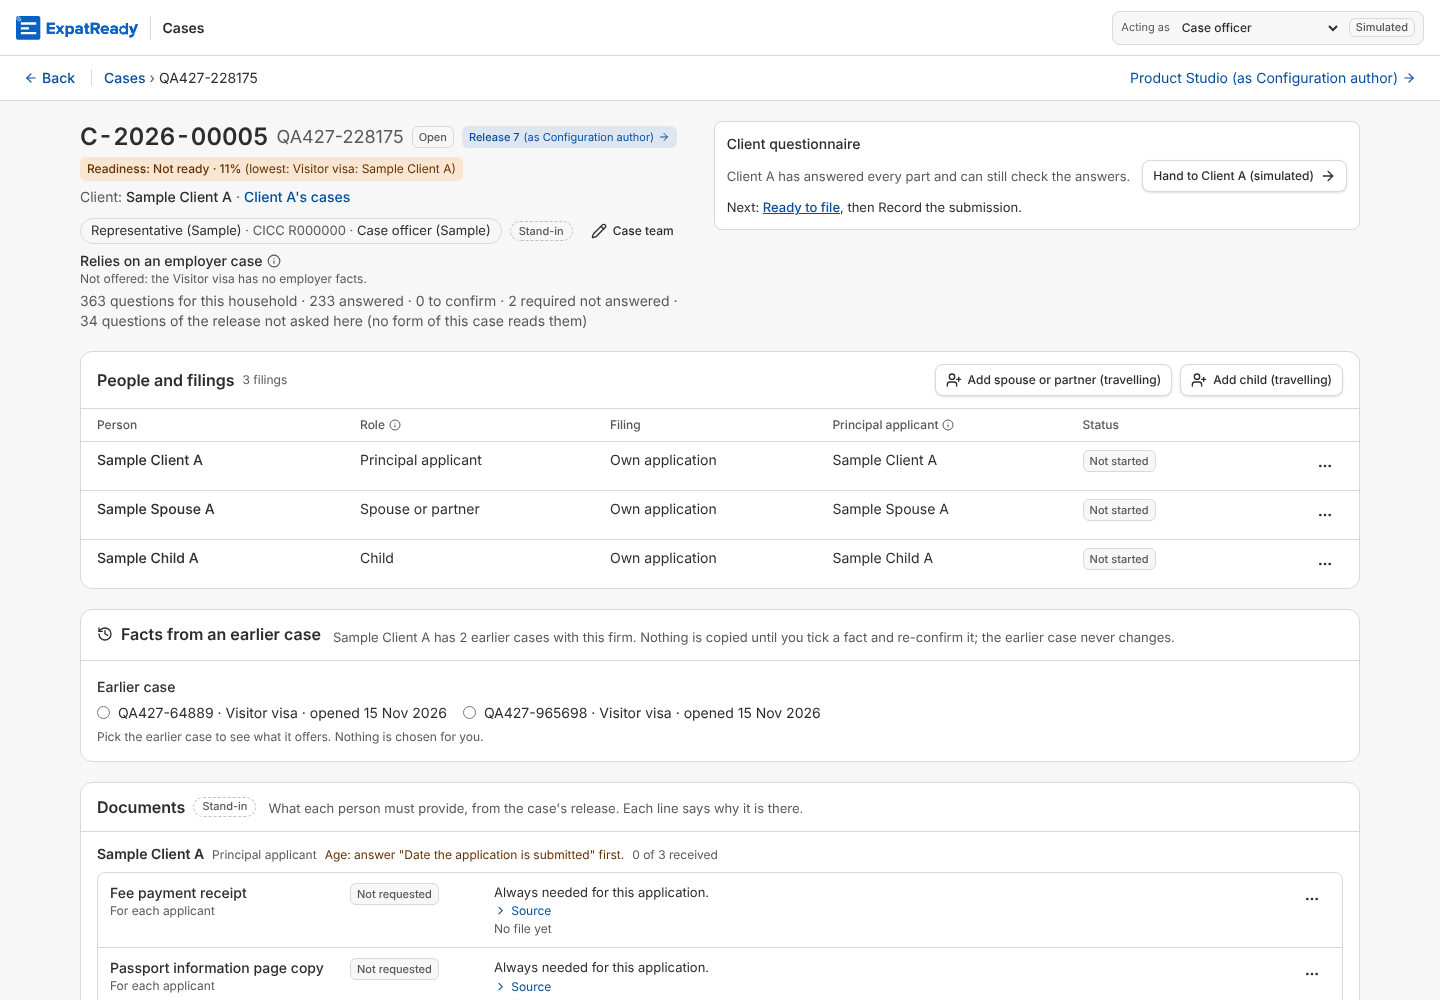 ExpatReady
Cases
Acting as Case officer Simulated
Back Cases › QA427-228175
Product Studio (as Configuration author)
C-2026-00005 QA427-228175 Open Release 7 (as Configuration author)
Readiness: Not ready · 11% (lowest: Visitor visa: Sample Client A)
Client: Sample Client A · Client A's cases
Representative (Sample) · CICC R000000 · Case officer (Sample) Stand-in Case team
Relies on an employer case
Not offered: the Visitor visa has no employer facts.
363 questions for this household · 233 answered · 0 to confirm · 2 required not answered ·
34 questions of the release not asked here (no form of this case reads them)
Client questionnaire
Client A has answered every part and can still check the answers. Hand to Client A (simulated)
Next: Ready to file, then Record the submission.
People and filings 3 filings
Add spouse or partner (travelling) Add child (travelling)
Person Role Filing Principal applicant Status
Sample Client A Principal applicant Own application Sample Client A Not started
Sample Spouse A Spouse or partner Own application Sample Spouse A Not started
Sample Child A Child Own application Sample Child A Not started
Facts from an earlier case Sample Client A has 2 earlier cases with this firm. Nothing is copied until you tick a fact and re-confirm it; the earlier case never changes.
Earlier case
QA427-64889 · Visitor visa · opened 15 Nov 2026 QA427-965698 · Visitor visa · opened 15 Nov 2026
Pick the earlier case to see what it offers. Nothing is chosen for you.
Documents Stand-in What each person must provide, from the case's release. Each line says why it is there.
Sample Client A Principal applicant Age: answer "Date the application is submitted" first. 0 of 3 received
Fee payment receipt Not requested Always needed for this application.
For each applicant Source
No file yet
Passport information page copy Not requested Always needed for this application.
For each applicant Source